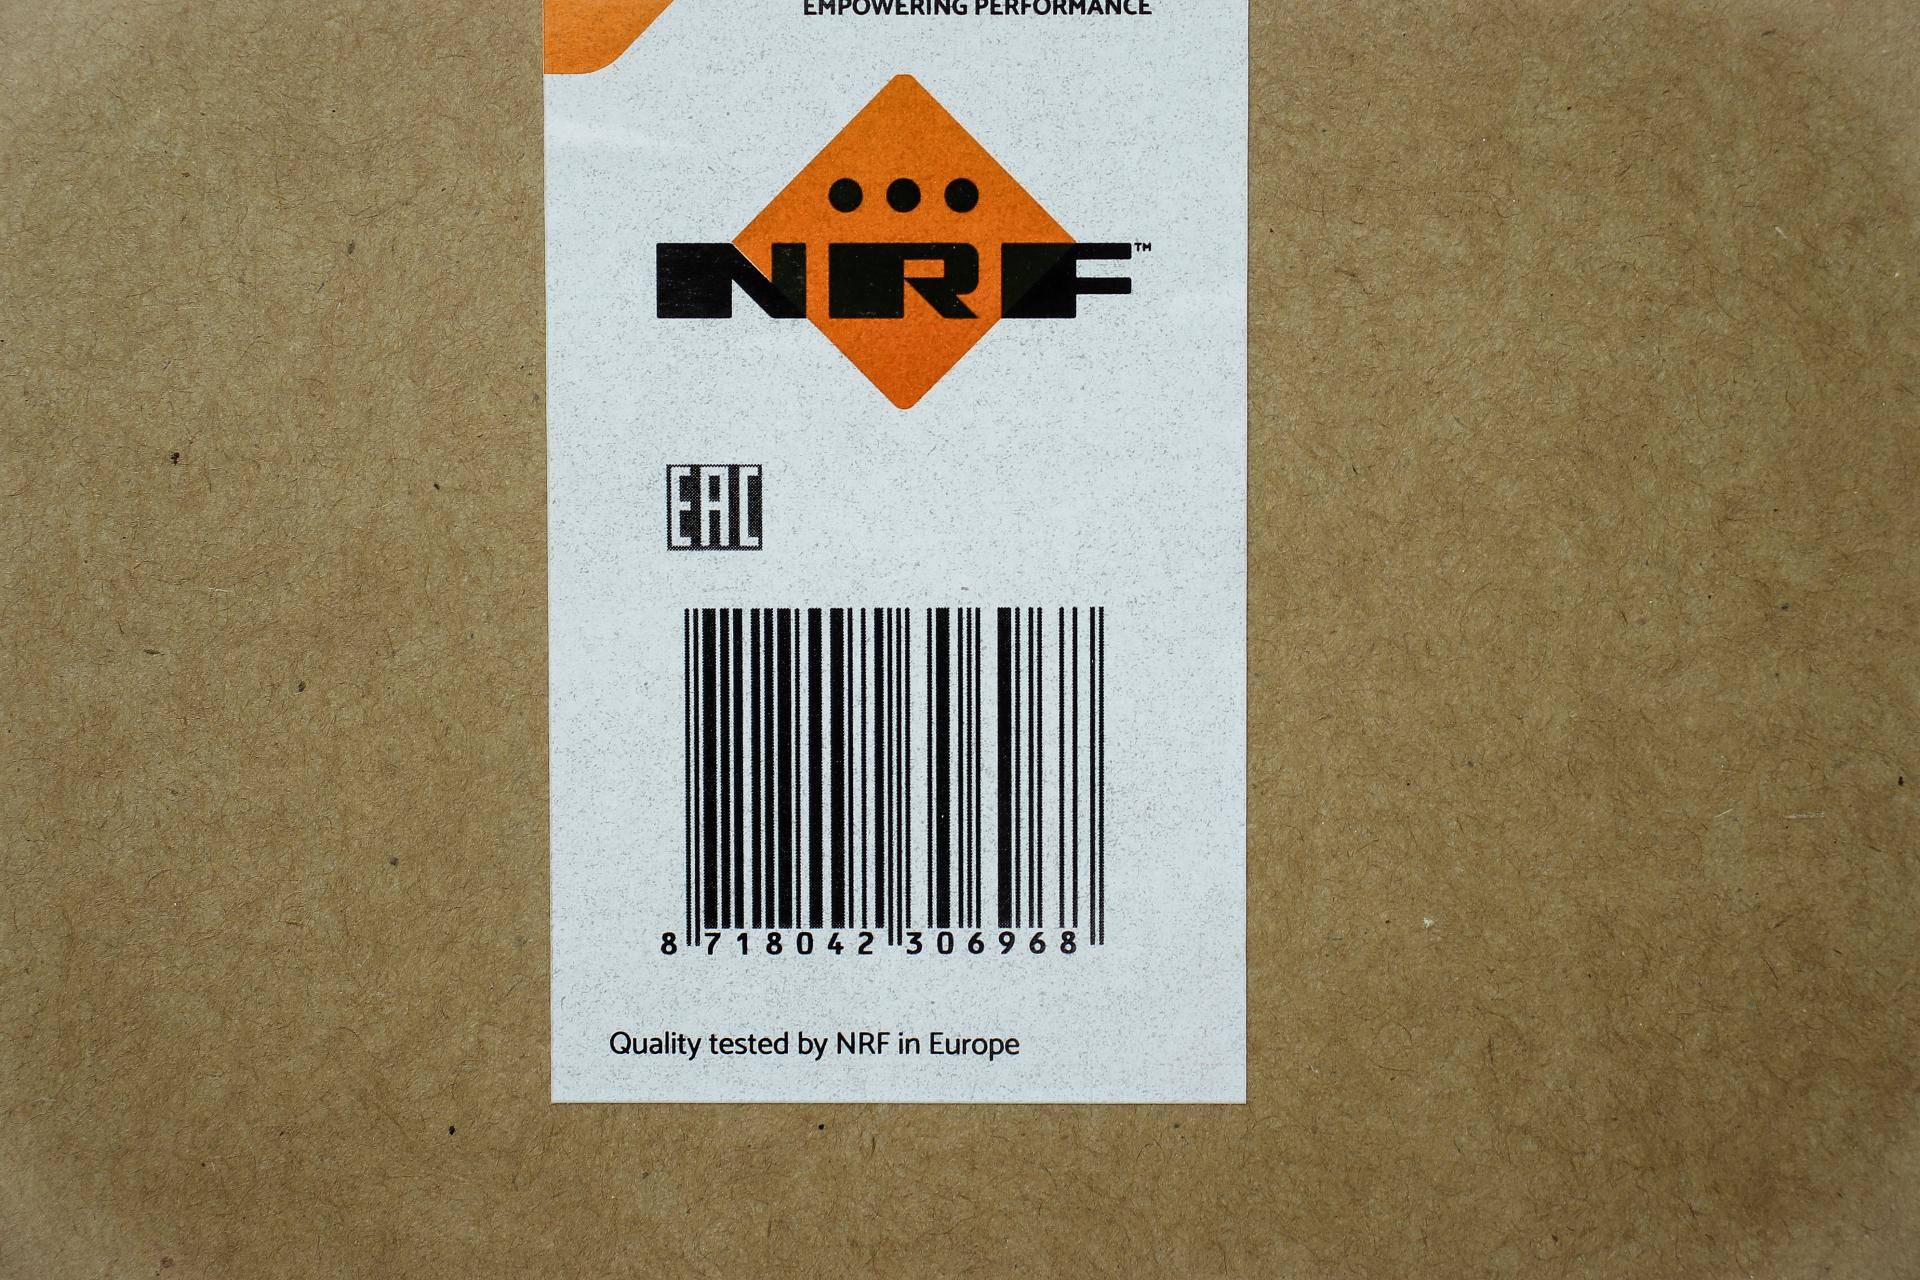 EMPOWERING PERFORMANCE
NRF™
EAC
8 718042 306968
Quality tested by NRF in Europe